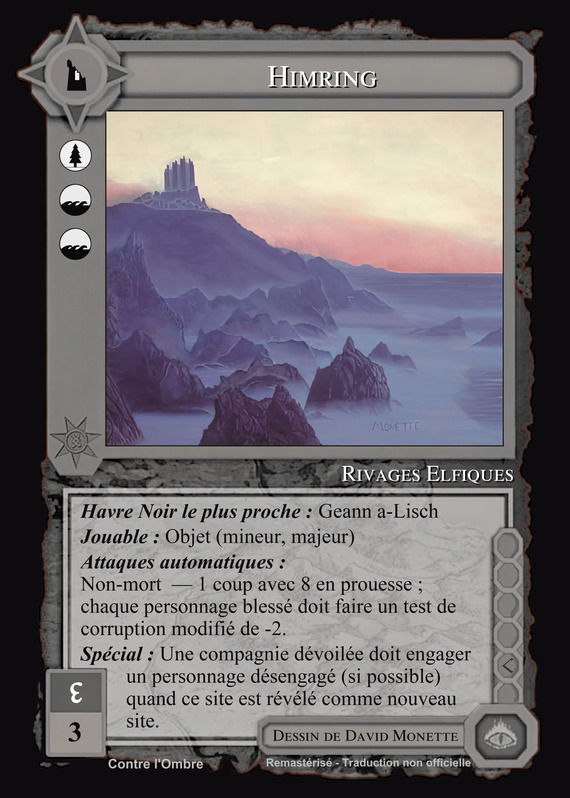 Himring
Monette
Rivages Elfiques
Havre Noir le plus proche : Geann a-Lisch
Jouable : Objet (mineur, majeur)
Attaques automatiques :
Non-mort — 1 coup avec 8 en prouesse ;
chaque personnage blessé doit faire un test de
corruption modifié de -2.
Spécial : Une compagnie dévoilée doit engager
un personnage désengagé (si possible)
quand ce site est révélé comme nouveau
site.
ε
3
Dessin de David Monette
Contre l'Ombre
Remastérisé - Traduction non officielle